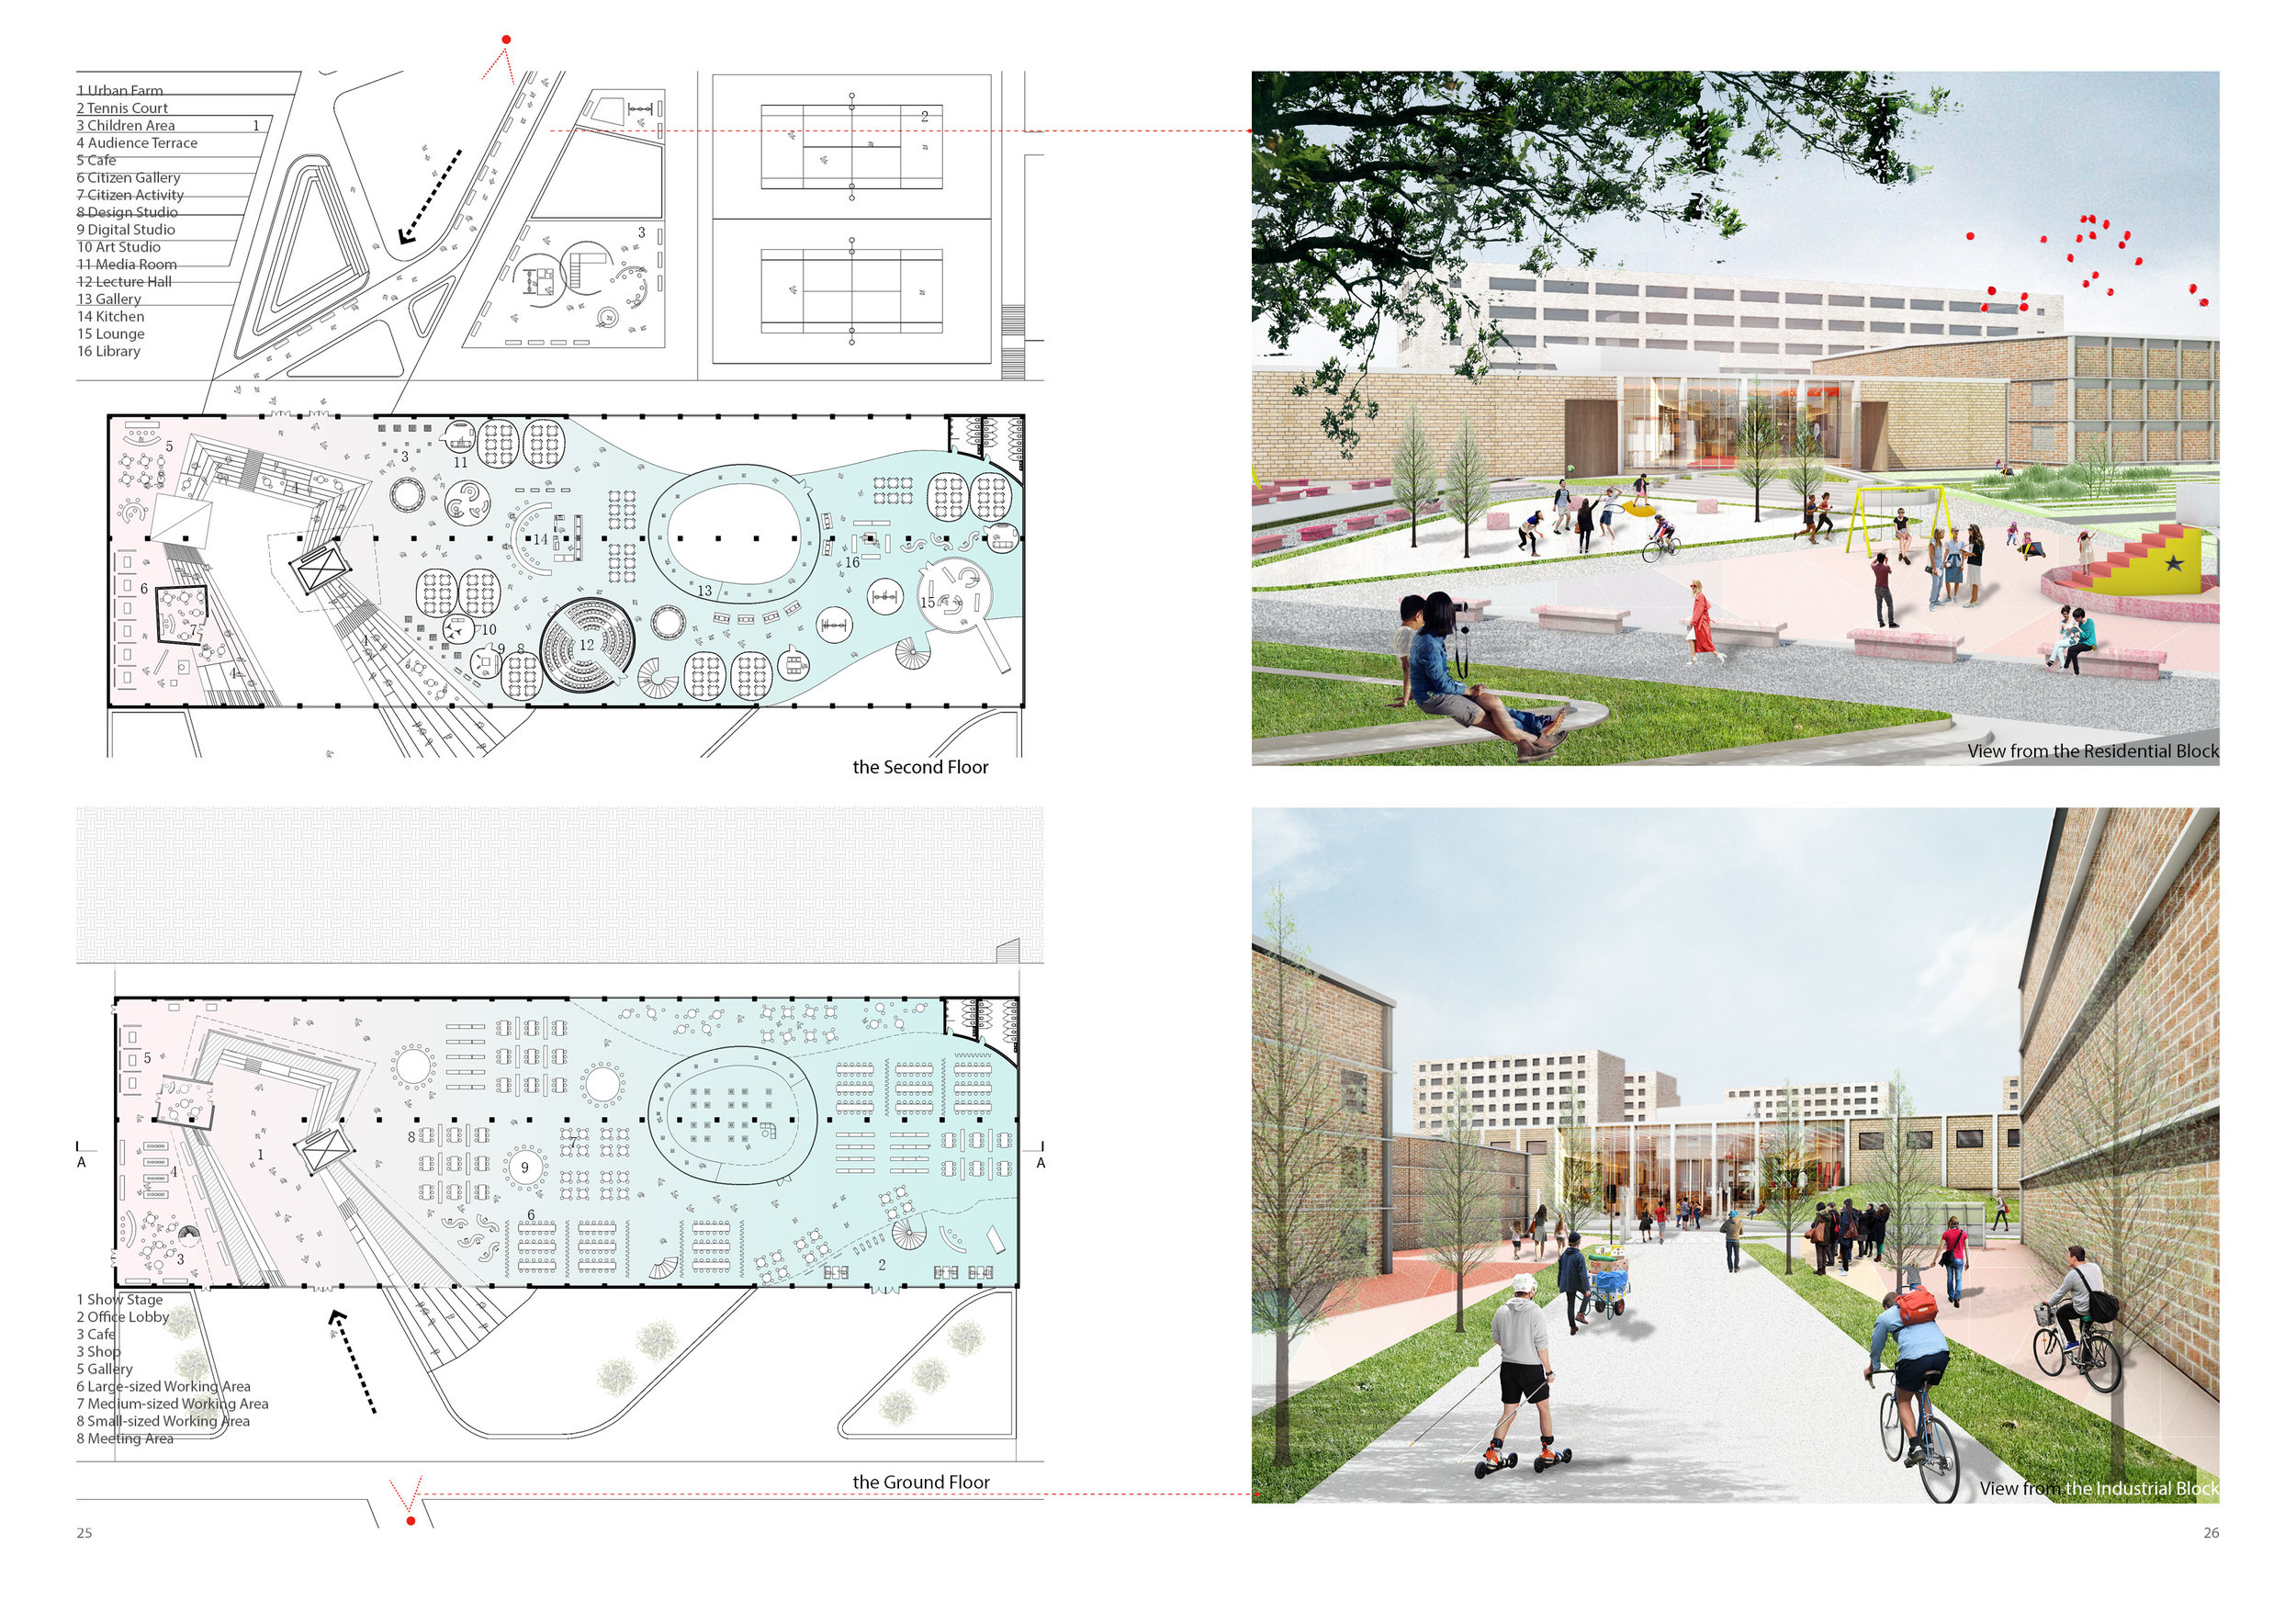 1 Urban Farm
2 Tennis Court
3 Children Area
4 Audience Terrace
5 Cafe
6 Citizen Gallery
7 Citizen Activity
8 Design Studio
9 Digital Studio
10 Art Studio
11 Media Room
12 Lecture Hall
13 Gallery
14 Kitchen
15 Lounge
16 Library
1
2
3
5
4
3
11
14
6
7
4
4
10
9
8
12
13
16
15
the Second Floor
View from the Residential Block
5
4
3
1
8
9
7
6
2
A
A
1 Show Stage
2 Office Lobby
3 Cafe
3 Shop
5 Gallery
6 Large-sized Working Area
7 Medium-sized Working Area
8 Small-sized Working Area
8 Meeting Area
the Ground Floor
View from the Industrial Block
25
26